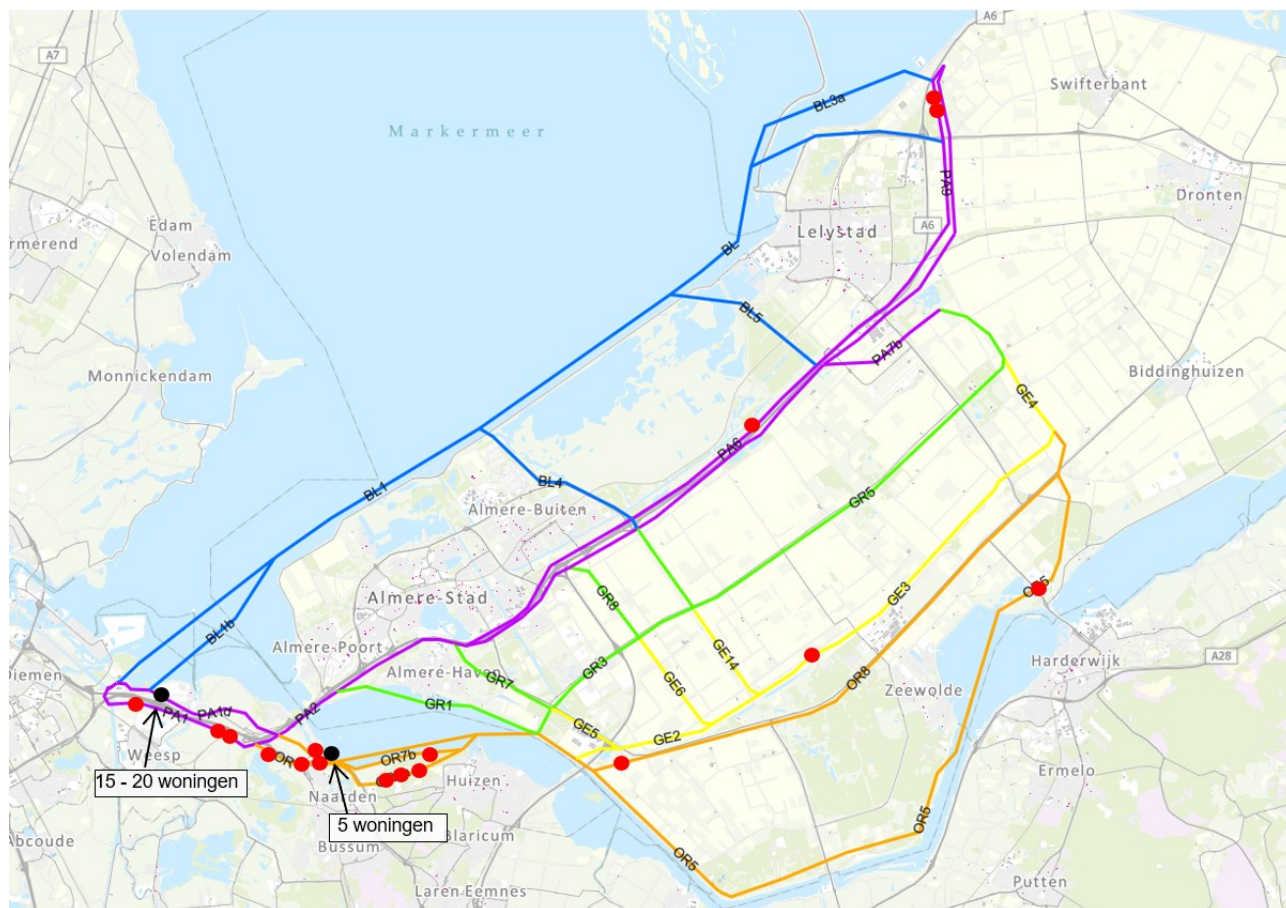 A7
A6
Swifterbant
BL3a
Markermeer
PA9
Dronten
Edam
Volendam
A6
Lelystad
BL
BL5
PA7b
Monnickendam
Biddinghuizen
GE4
PA6
BL1
BL4
Almere-Buiten
GR5
Almere-Stad
GR8
GE3
BL1b
Almere-Poort
GE14
Diemen
Almere-Haven
GR7
GR3
GE6
OR8
Harderwijk
A28
Zeewolde
PA1
PA1d
PA2
GR1
GE5
GE2
Weesp
OR7b
Huizen
Ermelo
15 - 20 woningen
Naarden
5 woningen
OR5
Abcoude
Bussum
Blaricum
OR5
Laren
Eemnes
Putten